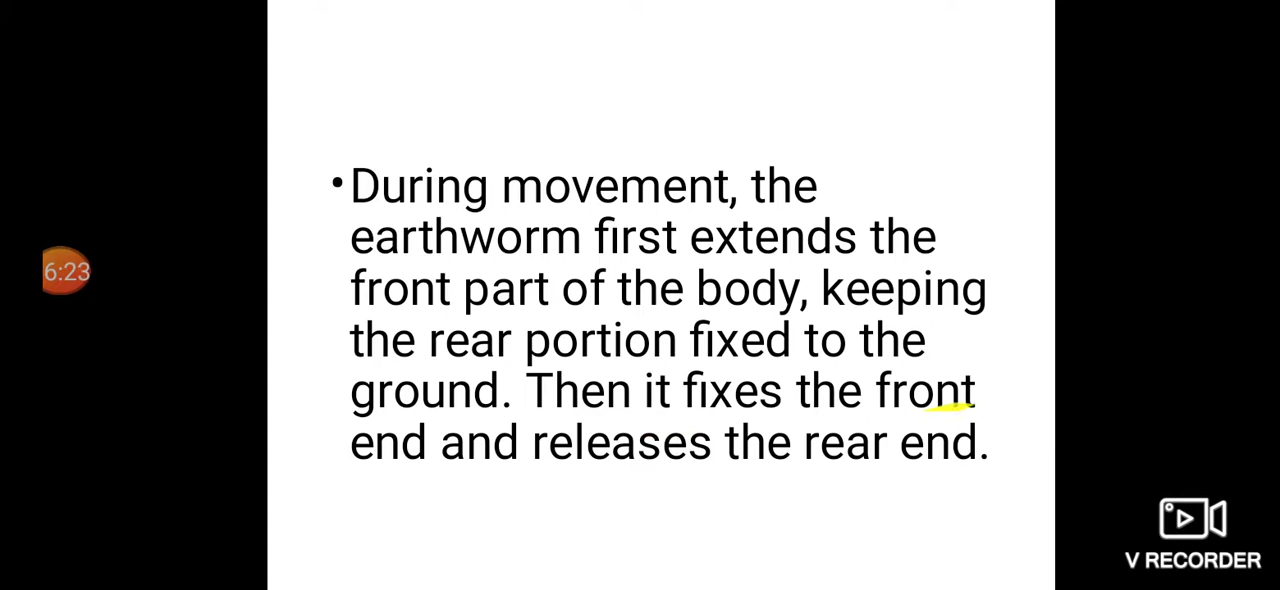 •During movement, the
earthworm first extends the
front part of the body, keeping
the rear portion fixed to the
ground. Then it fixes the front
end and releases the rear end.
6:23
V RECORDER